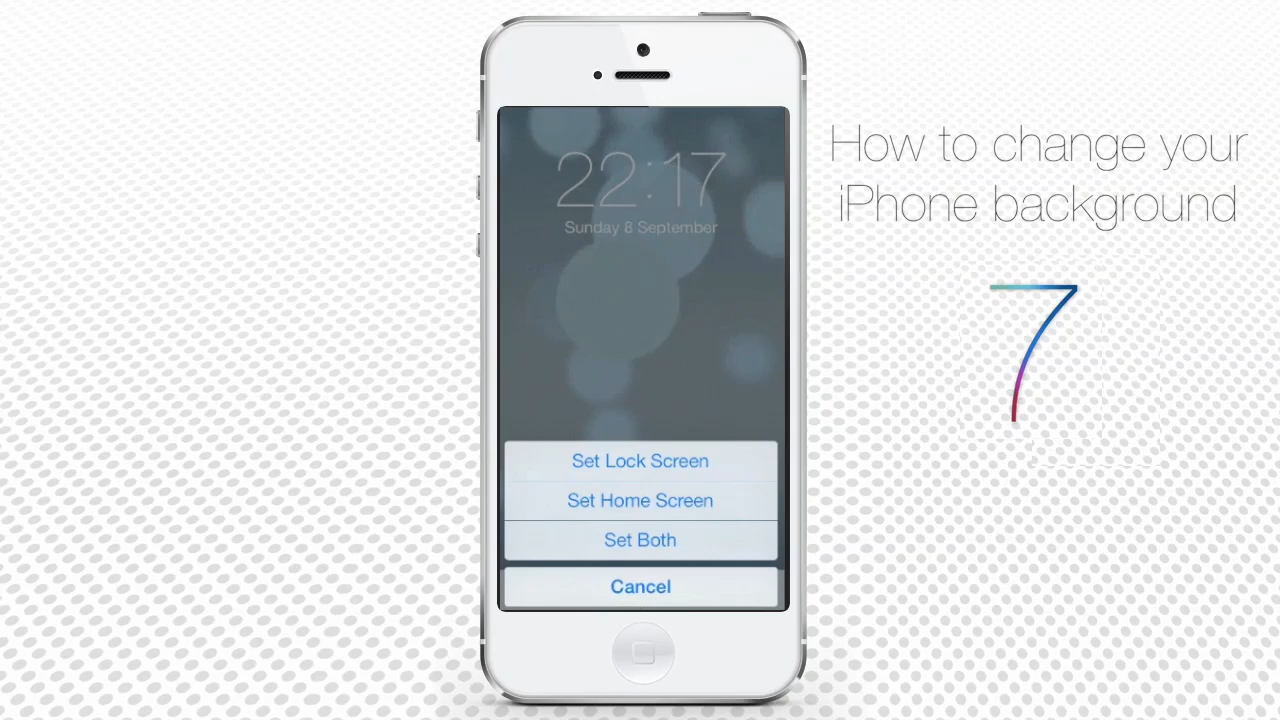 How to change your
iPhone background
7
22:17
Sunday 8 September
Set Lock Screen
Set Home Screen
Set Both
Cancel